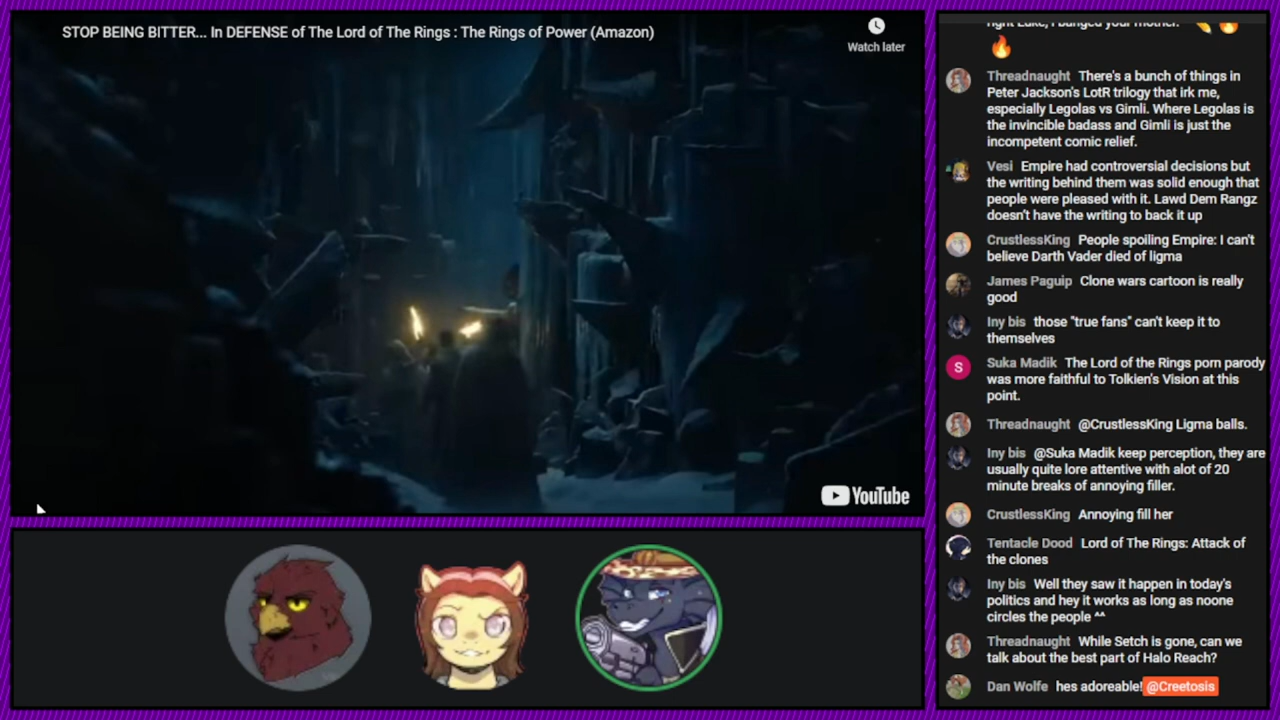 STOP BEING BITTER... In DEFENSE of The Lord of The Rings : The Rings of Power (Amazon)
Watch later
YouTube
right Luke, I banged your mother.
Threadnaught There's a bunch of things in
Peter Jackson's LotR trilogy that irk me,
especially Legolas vs Gimli. Where Legolas is
the invincible badass and Gimli is just the
incompetent comic relief.
Vesi Empire had controversial decisions but
the writing behind them was solid enough that
people were pleased with it. Lawd Dem Rangz
doesn't have the writing to back it up
CrustlessKing People spoiling Empire: I can't
believe Darth Vader died of ligma
James Paguip Clone wars cartoon is really
good
Iny bis those "true fans" can't keep it to
themselves
S
Suka Madik The Lord of the Rings porn parody
was more faithful to Tolkien's Vision at this
point.
Threadnaught @CrustlessKing Ligma balls.
Iny bis @Suka Madik keep perception, they are
usually quite lore attentive with alot of 20
minute breaks of annoying filler.
CrustlessKing Annoying fill her
Tentacle Dood Lord of The Rings: Attack of
the clones
Iny bis Well they saw it happen in today's
politics and hey it works as long as noone
circles the people ^^
Threadnaught While Setch is gone, can we
talk about the best part of Halo Reach?
Dan Wolfe hes adoreable! @Creetosis